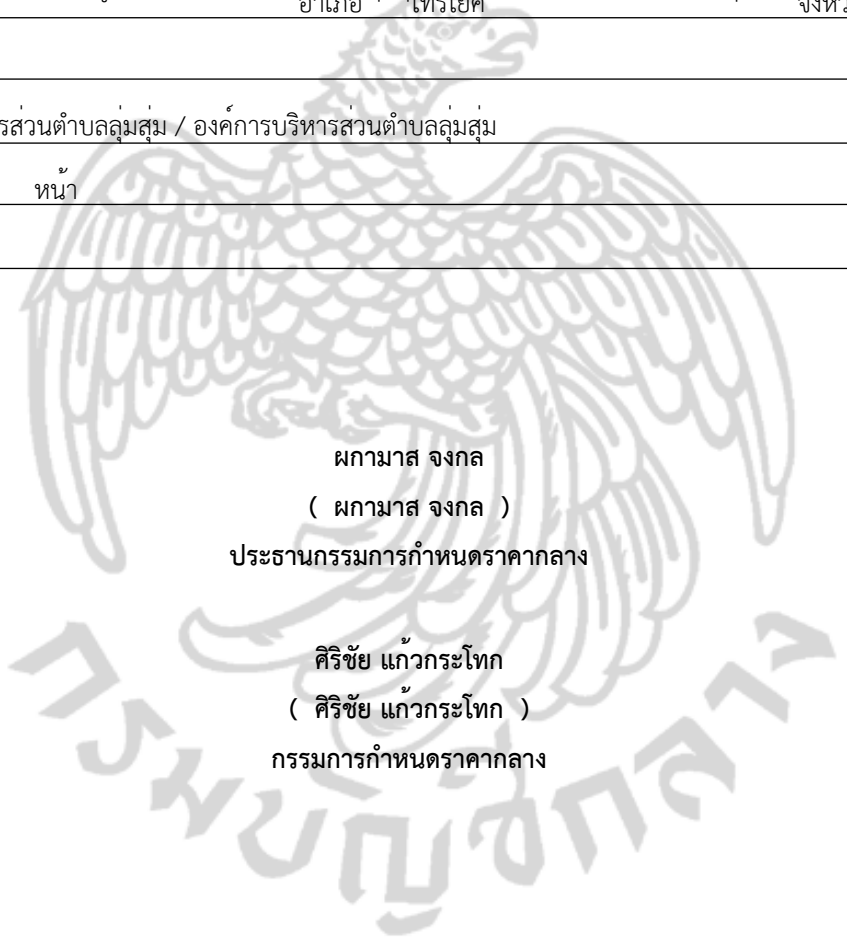 อำเภอ ไทรโยค จังหว
รส่วนตำบลลุ่มสุ่ม / องค์การบริหารส่วนตำบลลุ่มสุ่ม
หน้า
ผกามาส จงกล
( ผกามาส จงกล )
ประธานกรรมการกำหนดราคากลาง
ศิริชัย แก้วกระโทก
( ศิริชัย แก้วกระโทก )
กรรมการกำหนดราคากลาง
กรมบัญชีกลาง